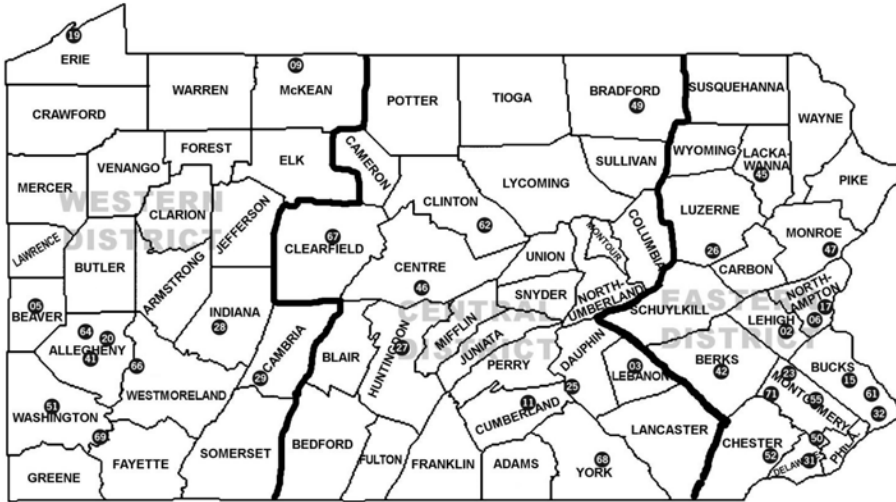 19
ERIE
09
McKEAN
WARREN
POTTER
TIOGA
BRADFORD
49
SUSQUEHANNA
WAYNE
CRAWFORD
FOREST
ELK
CAMERON
SULLIVAN
WYOMING
LACKA-
WANNA
45
PIKE
MERCER
VENANGO
CLARION
JEFFERSON
CLINTON
62
LYCOMING
COLUMBIA
LUZERNE
26
MONROE
47
WESTERN
DISTRICT
LAWRENCE
BUTLER
ARMSTRONG
CLEARFIELD
67
CENTRE
46
UNION
MONTOUR
SNYDER
NORTH-
UMBERLAND
CARBON
NORTH-
AMPTON
17
06
05
BEAVER
INDIANA
28
CENTRAL
DISTRICT
EASTERN
DISTRICT
SCHUYLKILL
LEHIGH
02
64
20
ALLEGHENY
41
66
WESTMORELAND
29
CAMBRIA
BLAIR
HUNTINGDON
27
MIFFLIN
JUNIATA
PERRY
DAUPHIN
03
LEBANON
BERKS
42
BUCKS
15
61
32
51
WASHINGTON
69
11
CUMBERLAND
25
23
MONTGOMERY
55
71
GREENE
FAYETTE
SOMERSET
BEDFORD
FULTON
FRANKLIN
ADAMS
68
YORK
LANCASTER
CHESTER
52
50
31
PHILA